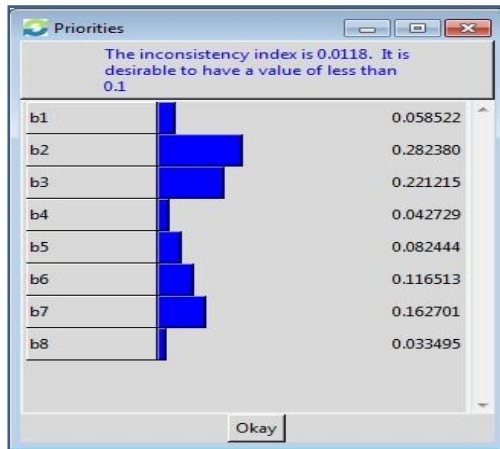 Priorities
The inconsistency index is 0.0118. It is
desirable to have a value of less than
0.1
b1 0.058522
b2 0.282380
b3 0.221215
b4 0.042729
b5 0.082444
b6 0.116513
b7 0.162701
b8 0.033495
Okay